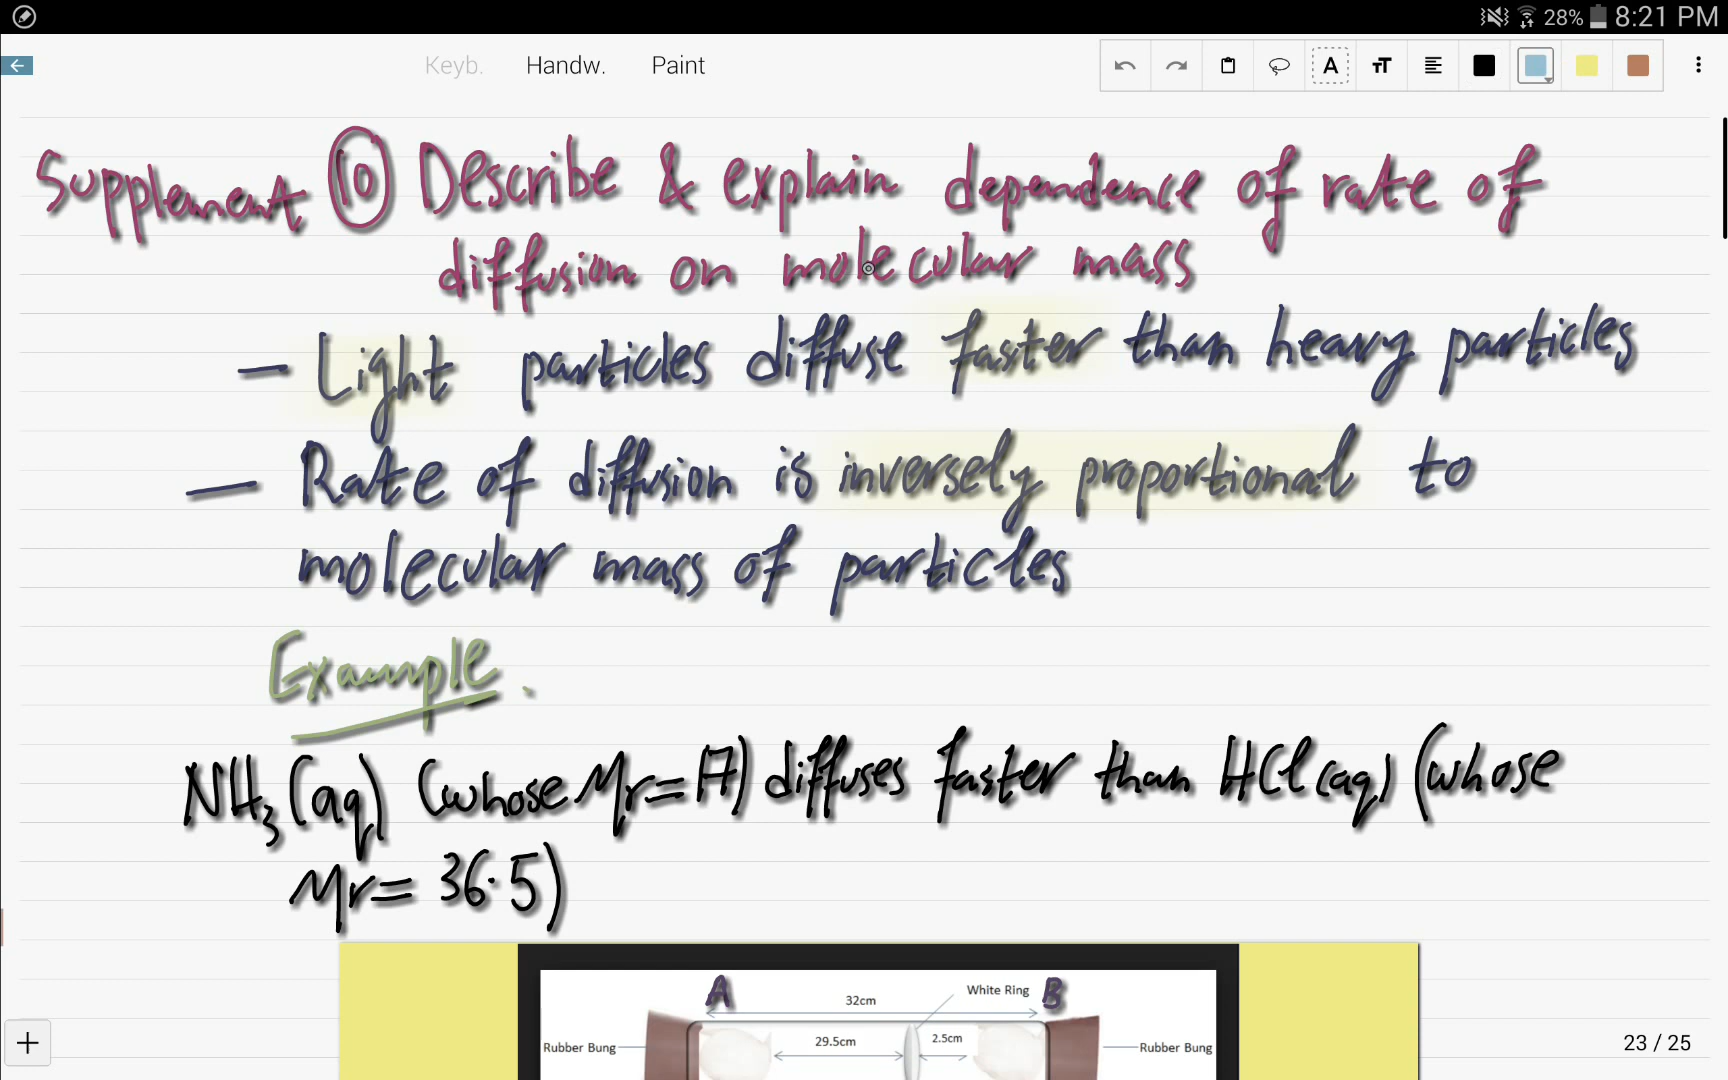 28% 8:21 PM
Keyb. Handw. Paint A TT
Supplement 10 Describe & explain dependence of rate of
diffusion on molecular mass
– Light particles diffuse faster than heavy particles
– Rate of diffusion is inversely proportional to
molecular mass of particles
Example.
NH₃(aq) (whose Mr=17) diffuses faster than HCl(aq) (whose
Mr= 36.5)
A 32cm White Ring B
Rubber Bung 29.5cm 2.5cm Rubber Bung
23 / 25